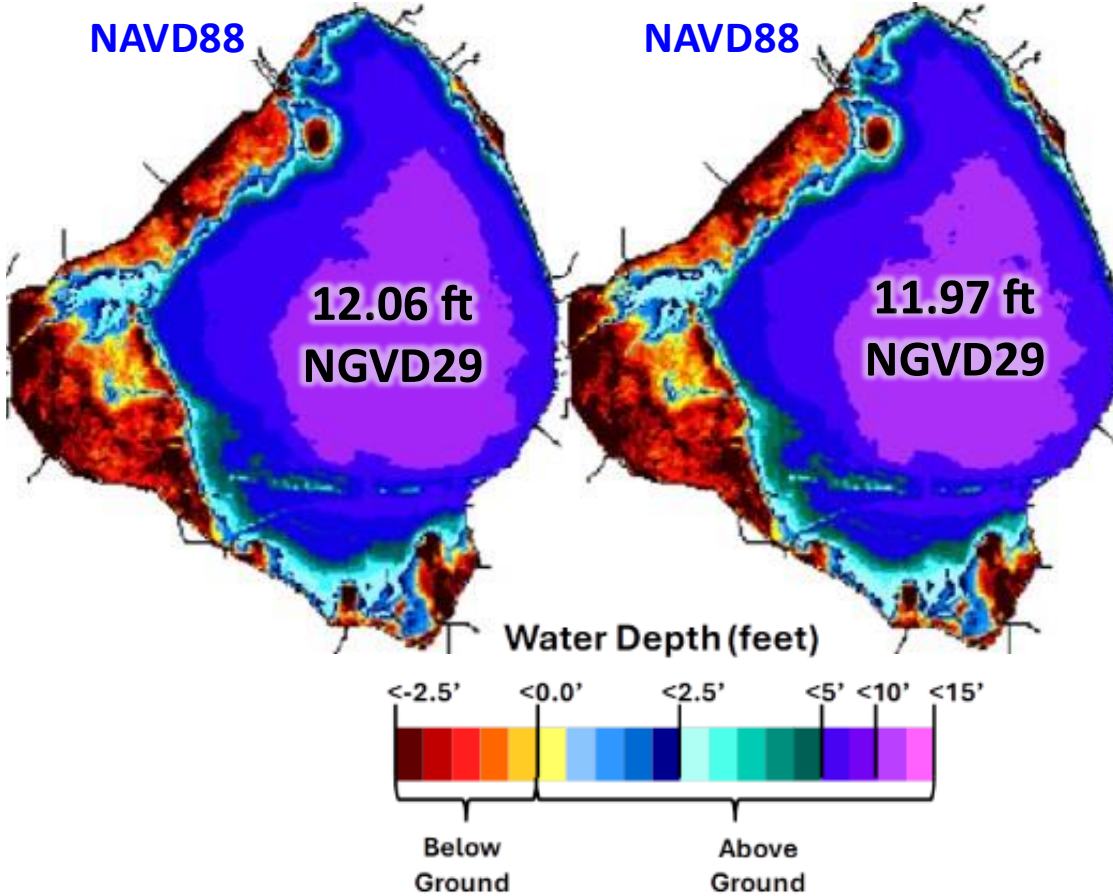 NAVD88
NAVD88
12.06 ft
NGVD29
11.97 ft
NGVD29
Water Depth (feet)
<-2.5’ <0.0’ <2.5’ <5’ <10’ <15’
Below
Ground
Above
Ground